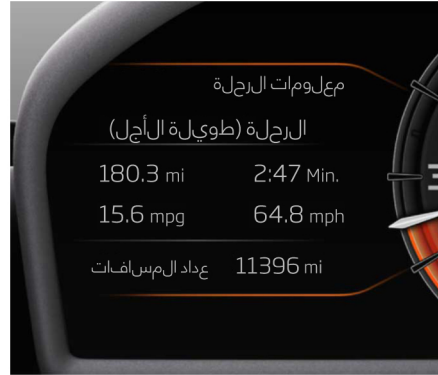 معلومات الرحلة
الرحلة (طويلة الأجل)
180.3 mi 2:47 Min.
15.6 mpg 64.8 mph
عداد المسافات 11396 mi